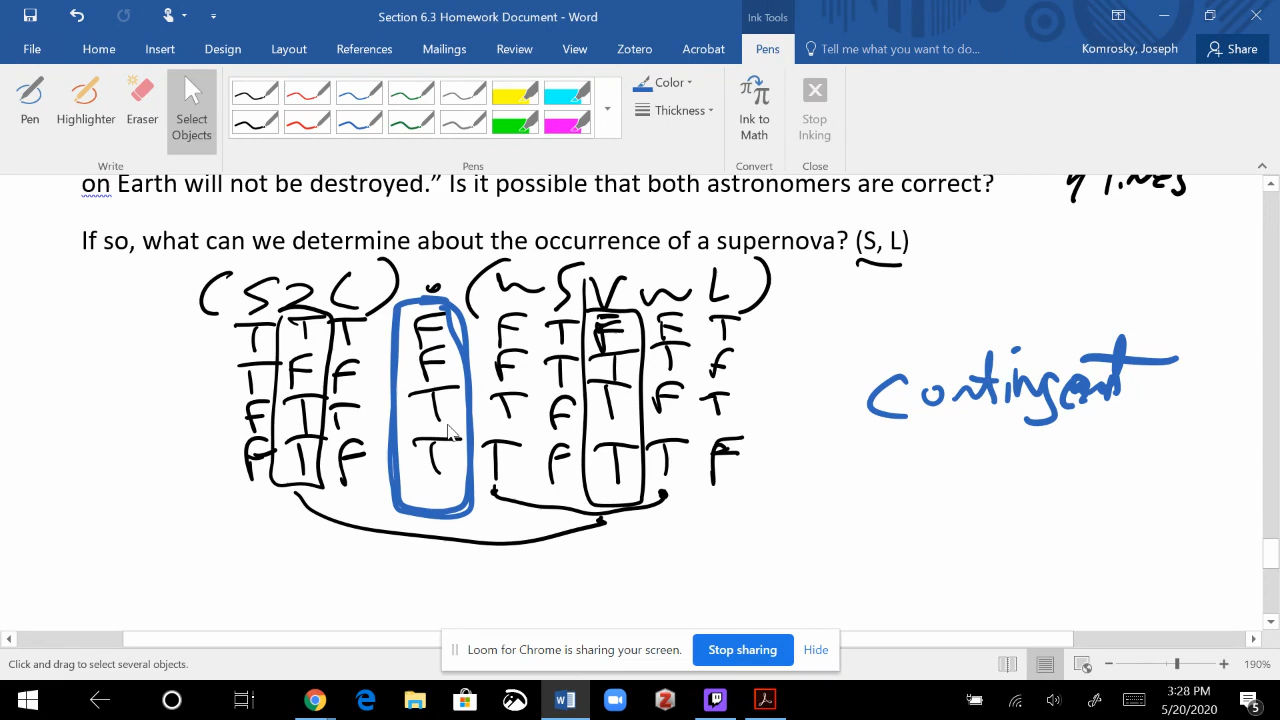 Section 6.3 Homework Document - Word
Ink Tools
File Home Insert Design Layout References Mailings Review View Zotero Acrobat Pens Tell me what you want to do... Komrosky, Joseph Share
Pen Highlighter Eraser Select Objects
Color
Thickness
Ink to Math
Stop Inking
Write Pens Convert Close
on Earth will not be destroyed.” Is it possible that both astronomers are correct?
If so, what can we determine about the occurrence of a supernova? (S, L)
(S ⊃ L) • (~ S V ~ L)
T T T F F T F F T
T F F F F T T T F
F T T T T F T F T
F T F T T F T T F
Contingent
Loom for Chrome is sharing your screen. Stop sharing Hide
Click and drag to select several objects. 190%
3:28 PM
5/20/2020
5